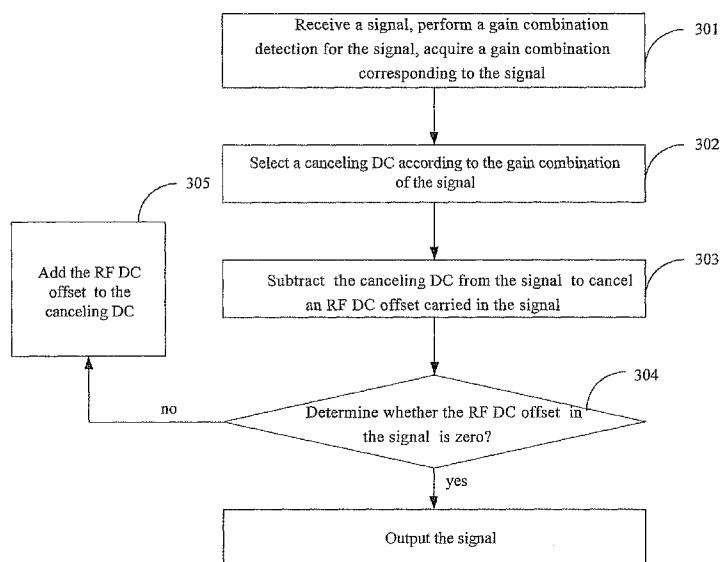 Receive a signal, perform a gain combination
detection for the signal, acquire a gain combination
corresponding to the signal
301
Select a canceling DC according to the gain combination
of the signal
302
305
Add the RF DC
offset to the
canceling DC
Subtract the canceling DC from the signal to cancel
an RF DC offset carried in the signal
303
304
Determine whether the RF DC offset in
the signal is zero?
no
yes
Output the signal